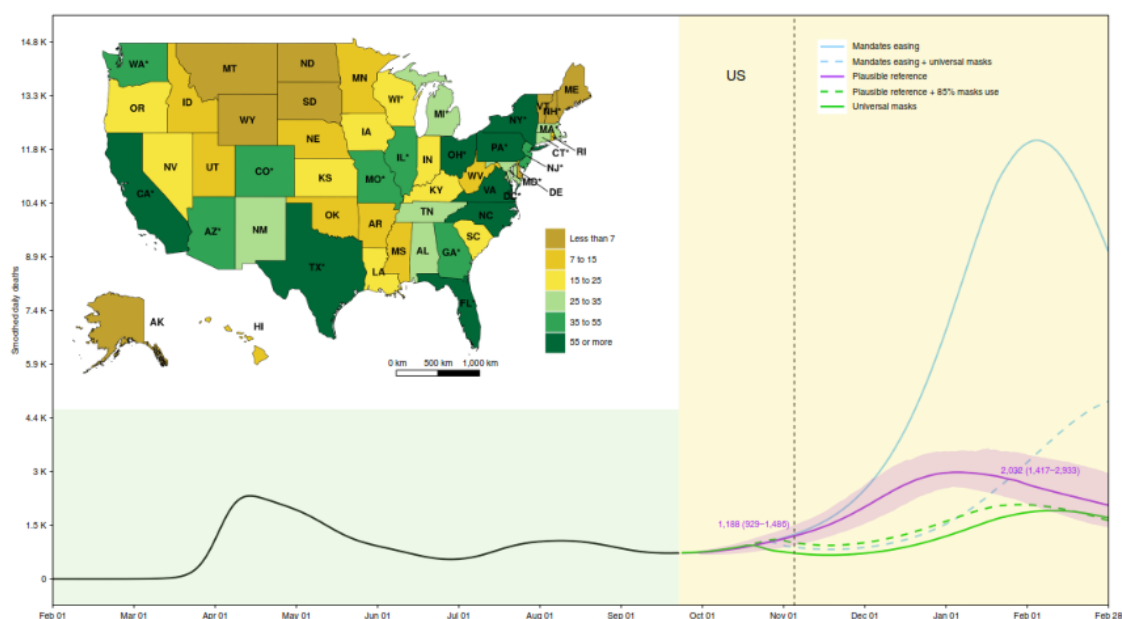 14.8 K
13.3 K
11.8 K
10.4 K
8.9 K
7.4 K
5.9 K
4.4 K
3 K
1.5 K
0
Smoothed daily deaths
WA*
OR
CA*
NV
ID
MT
WY
UT
AZ*
CO*
NM
ND
SD
NE
KS
OK
TX*
MN
IA
MO*
AR
LA
WI*
IL*
MS
MI*
IN
KY
TN
AL
OH*
WV
GA*
FL*
SC
NC
VA
DC*
MD*
DE
PA*
NJ*
NY*
CT*
RI
MA*
VT
NH*
ME
AK
HI
Less than 7
7 to 15
15 to 25
25 to 35
35 to 55
55 or more
0 km 500 km 1,000 km
US
Mandates easing
Mandates easing + universal masks
Plausible reference
Plausible reference + 85% masks use
Universal masks
1,188 (929–1,486)
2,032 (1,417–2,933)
Feb 01 Mar 01 Apr 01 May 01 Jun 01 Jul 01 Aug 01 Sep 01 Oct 01 Nov 01 Dec 01 Jan 01 Feb 01 Feb 28